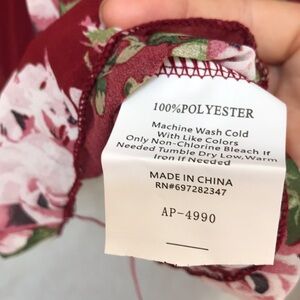 100%POLYESTER
Machine Wash Cold
With Like Colors
Only Non-Chlorine Bleach If
Needed Tumble Dry Low,Warm
Iron If Needed
MADE IN CHINA
RN#697282347
AP-4990